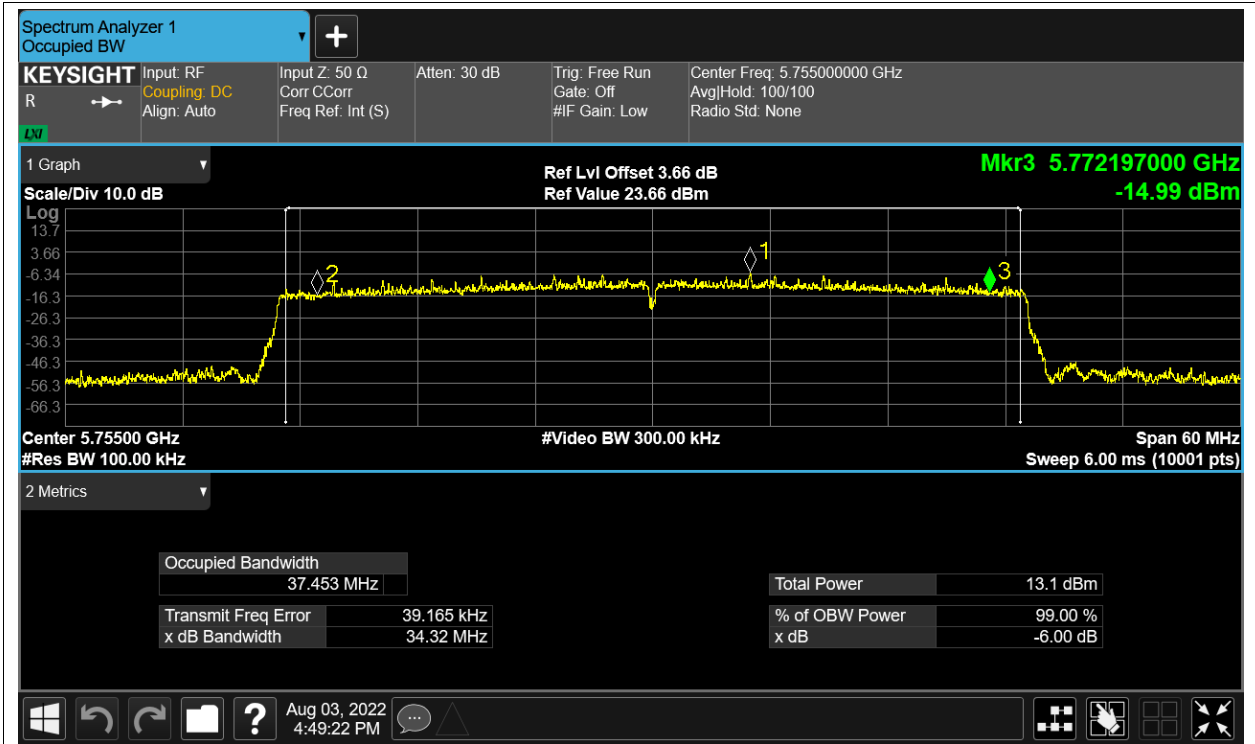 Spectrum Analyzer 1
Occupied BW
+
KEYSIGHT
R
LXI
Input: RF
Coupling: DC
Align: Auto
Input Z: 50 Ω
Corr CCorr
Freq Ref: Int (S)
Atten: 30 dB
Trig: Free Run
Gate: Off
#IF Gain: Low
Center Freq: 5.755000000 GHz
Avg|Hold: 100/100
Radio Std: None
1 Graph
Scale/Div 10.0 dB
Ref Lvl Offset 3.66 dB
Ref Value 23.66 dBm
Mkr3 5.772197000 GHz
-14.99 dBm
Log
13.7
3.66
-6.34
-16.3
-26.3
-36.3
-46.3
-56.3
-66.3
2
1
3
Center 5.75500 GHz
#Res BW 100.00 kHz
#Video BW 300.00 kHz
Span 60 MHz
Sweep 6.00 ms (10001 pts)
2 Metrics
Occupied Bandwidth
37.453 MHz
Transmit Freq Error 39.165 kHz
x dB Bandwidth 34.32 MHz
Total Power 13.1 dBm
% of OBW Power 99.00 %
x dB -6.00 dB
?
Aug 03, 2022
4:49:22 PM